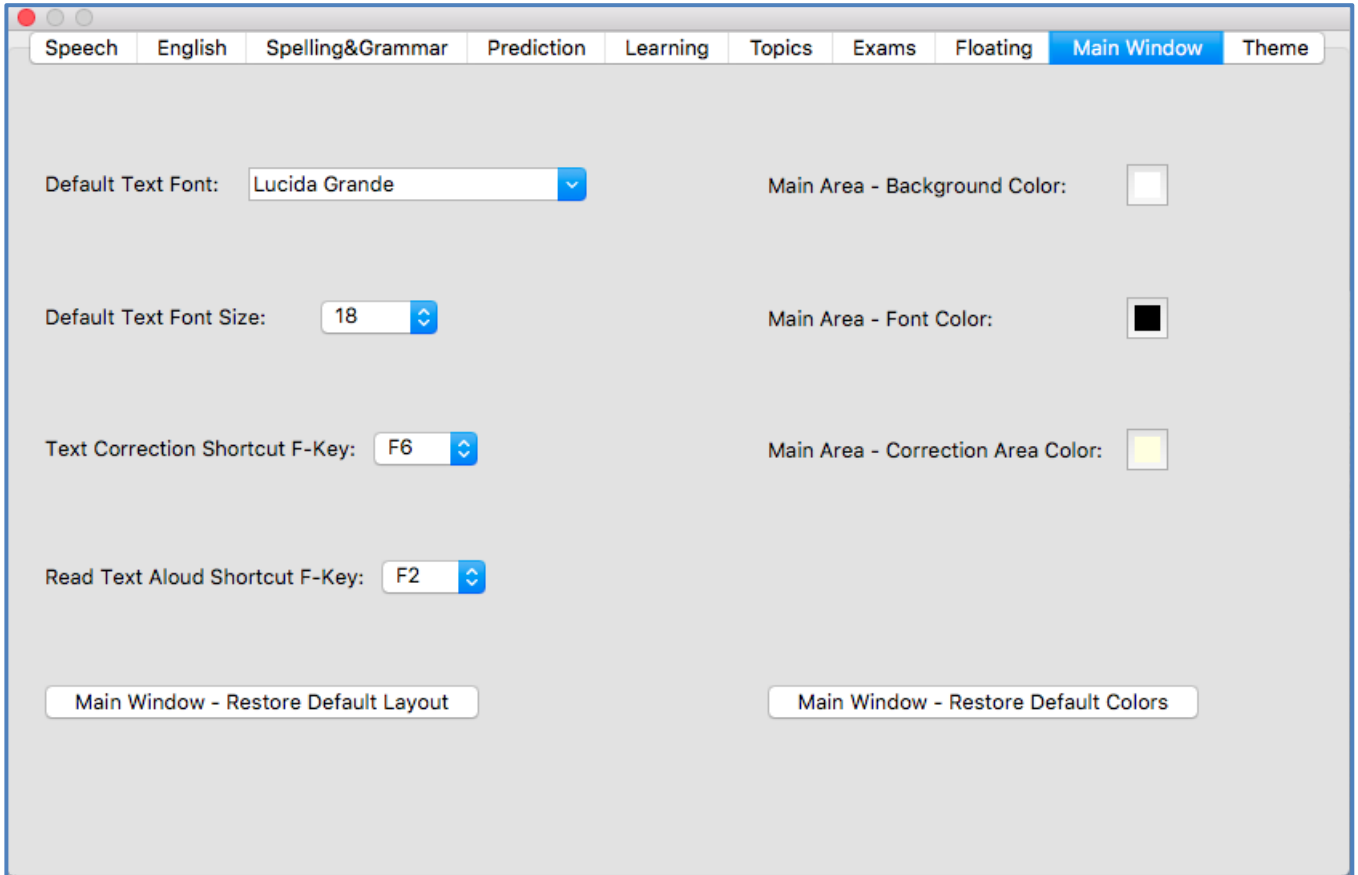 Speech English Spelling&Grammar Prediction Learning Topics Exams Floating Main Window Theme
Default Text Font: Lucida Grande
Main Area - Background Color:
Default Text Font Size: 18
Main Area - Font Color:
Text Correction Shortcut F-Key: F6
Main Area - Correction Area Color:
Read Text Aloud Shortcut F-Key: F2
Main Window - Restore Default Layout
Main Window - Restore Default Colors